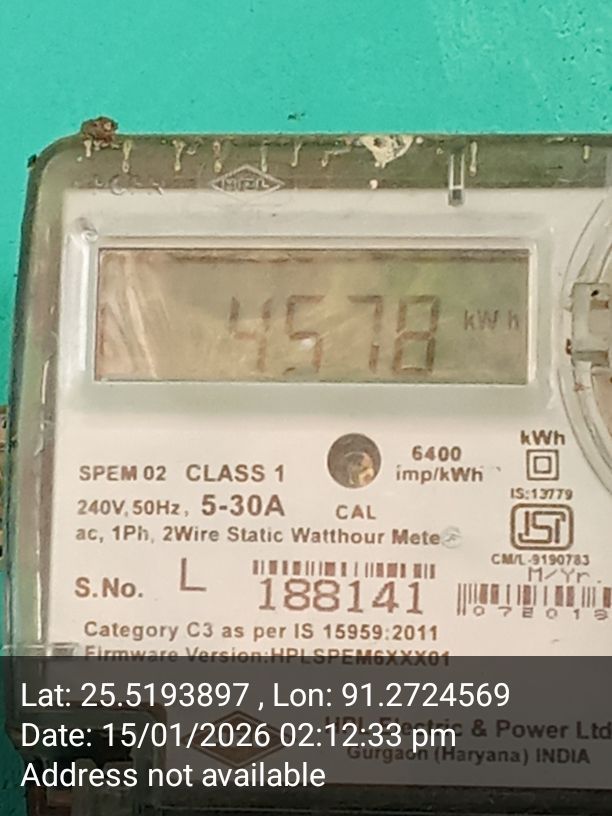 HPL
4578 kWh
6400
imp/kWh
kWh
SPEM 02 CLASS 1
240V, 50Hz, 5-30A
CAL
IS:13779
ac, 1Ph, 2Wire Static Watthour Meter
CM/L-9190783
M/Yr.
S.No. L 188141
Category C3 as per IS 15959:2011
Firmware Version:HPLSPEM6XXX01
HPL Electric & Power Ltd
Gurgaon (Haryana) INDIA
Lat: 25.5193897 , Lon: 91.2724569
Date: 15/01/2026 02:12:33 pm
Address not available